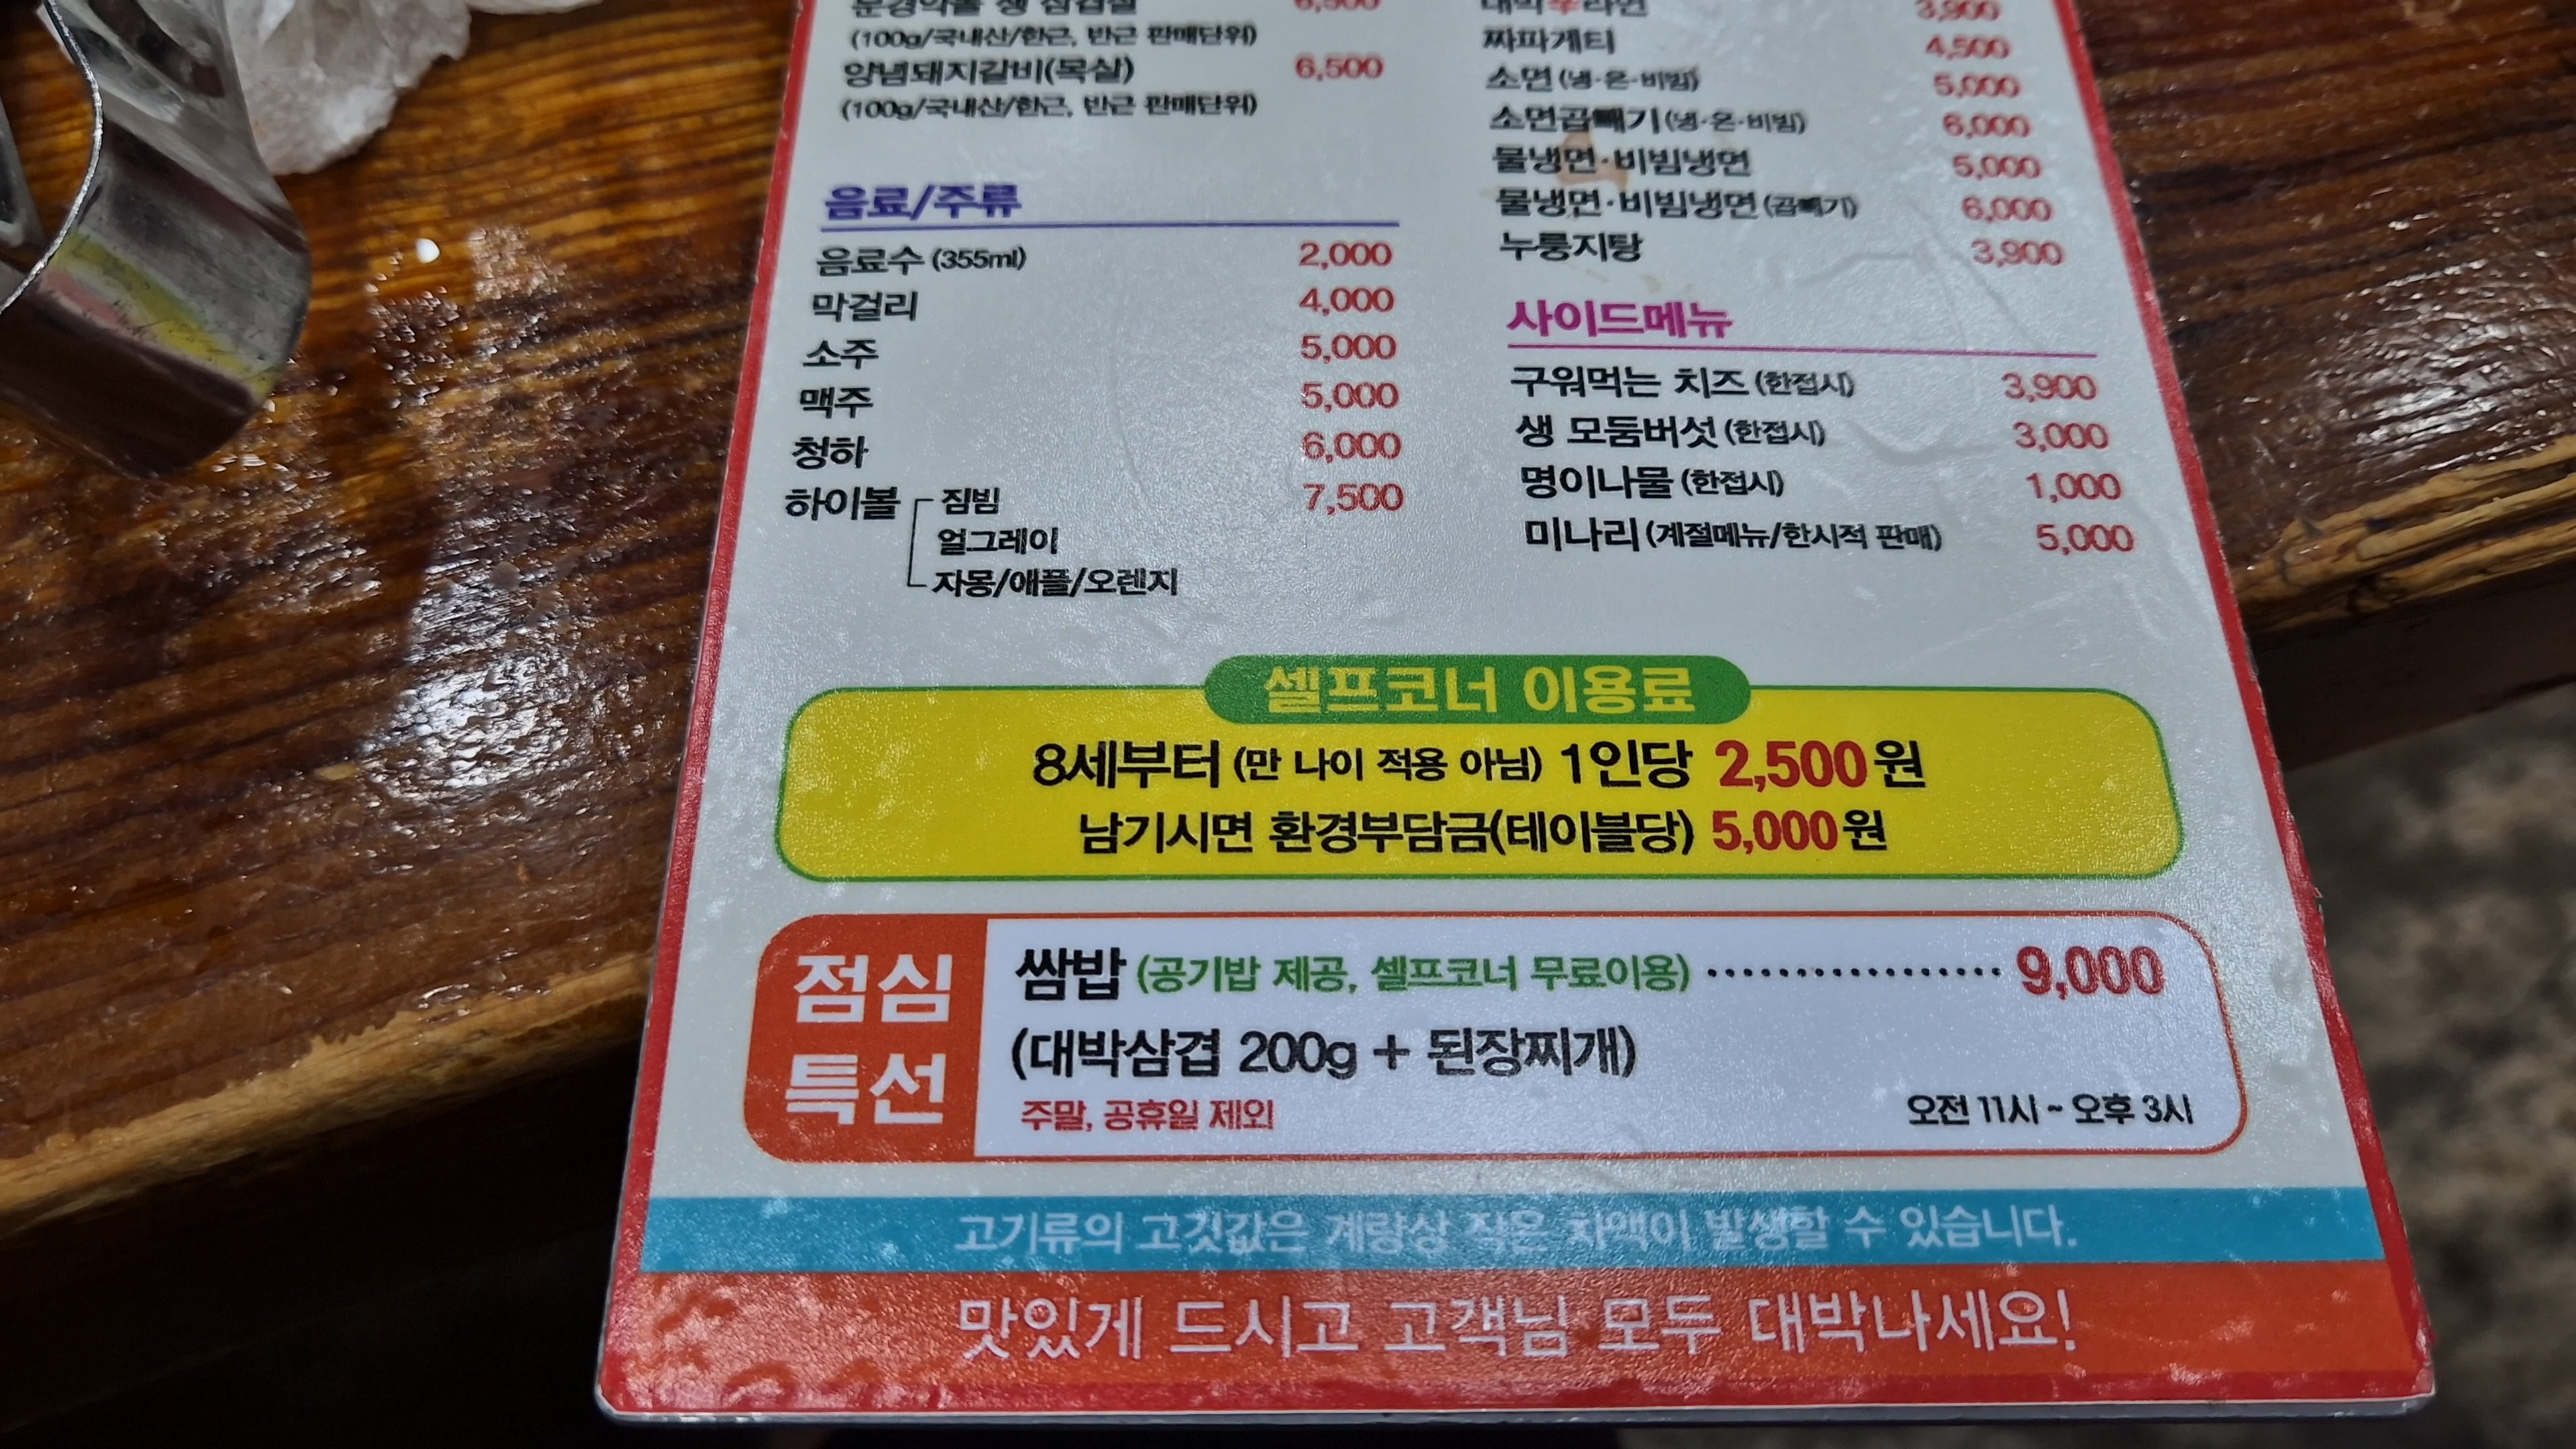 문경약돌 생 삼겹살 6,500
(100g/국내산/한근, 반근 판매단위)
양념돼지갈비(목살) 6,500
(100g/국내산/한근, 반근 판매단위)
음료/주류
음료수 (355ml) 2,000
막걸리 4,000
소주 5,000
맥주 5,000
청하 6,000
하이볼 짐빔 7,500
얼그레이
자몽/애플/오렌지
대박辛라면 3,900
짜파게티 4,500
소면 (냉·온·비빔) 5,000
소면곱빼기 (냉·온·비빔) 6,000
물냉면·비빔냉면 5,000
물냉면·비빔냉면 (곱빼기) 6,000
누룽지탕 3,900
사이드메뉴
구워먹는 치즈 (한접시) 3,900
생 모둠버섯 (한접시) 3,000
명이나물 (한접시) 1,000
미나리 (계절메뉴/한시적 판매) 5,000
셀프코너 이용료
8세부터 (만 나이 적용 아님) 1인당 2,500원
남기시면 환경부담금(테이블당) 5,000원
점심
특선
쌈밥 (공기밥 제공, 셀프코너 무료이용) ················· 9,000
(대박삼겹 200g + 된장찌개)
주말, 공휴일 제외 오전 11시 ~ 오후 3시
고기류의 고깃값은 계량상 작은 차액이 발생할 수 있습니다.
맛있게 드시고 고객님 모두 대박나세요!